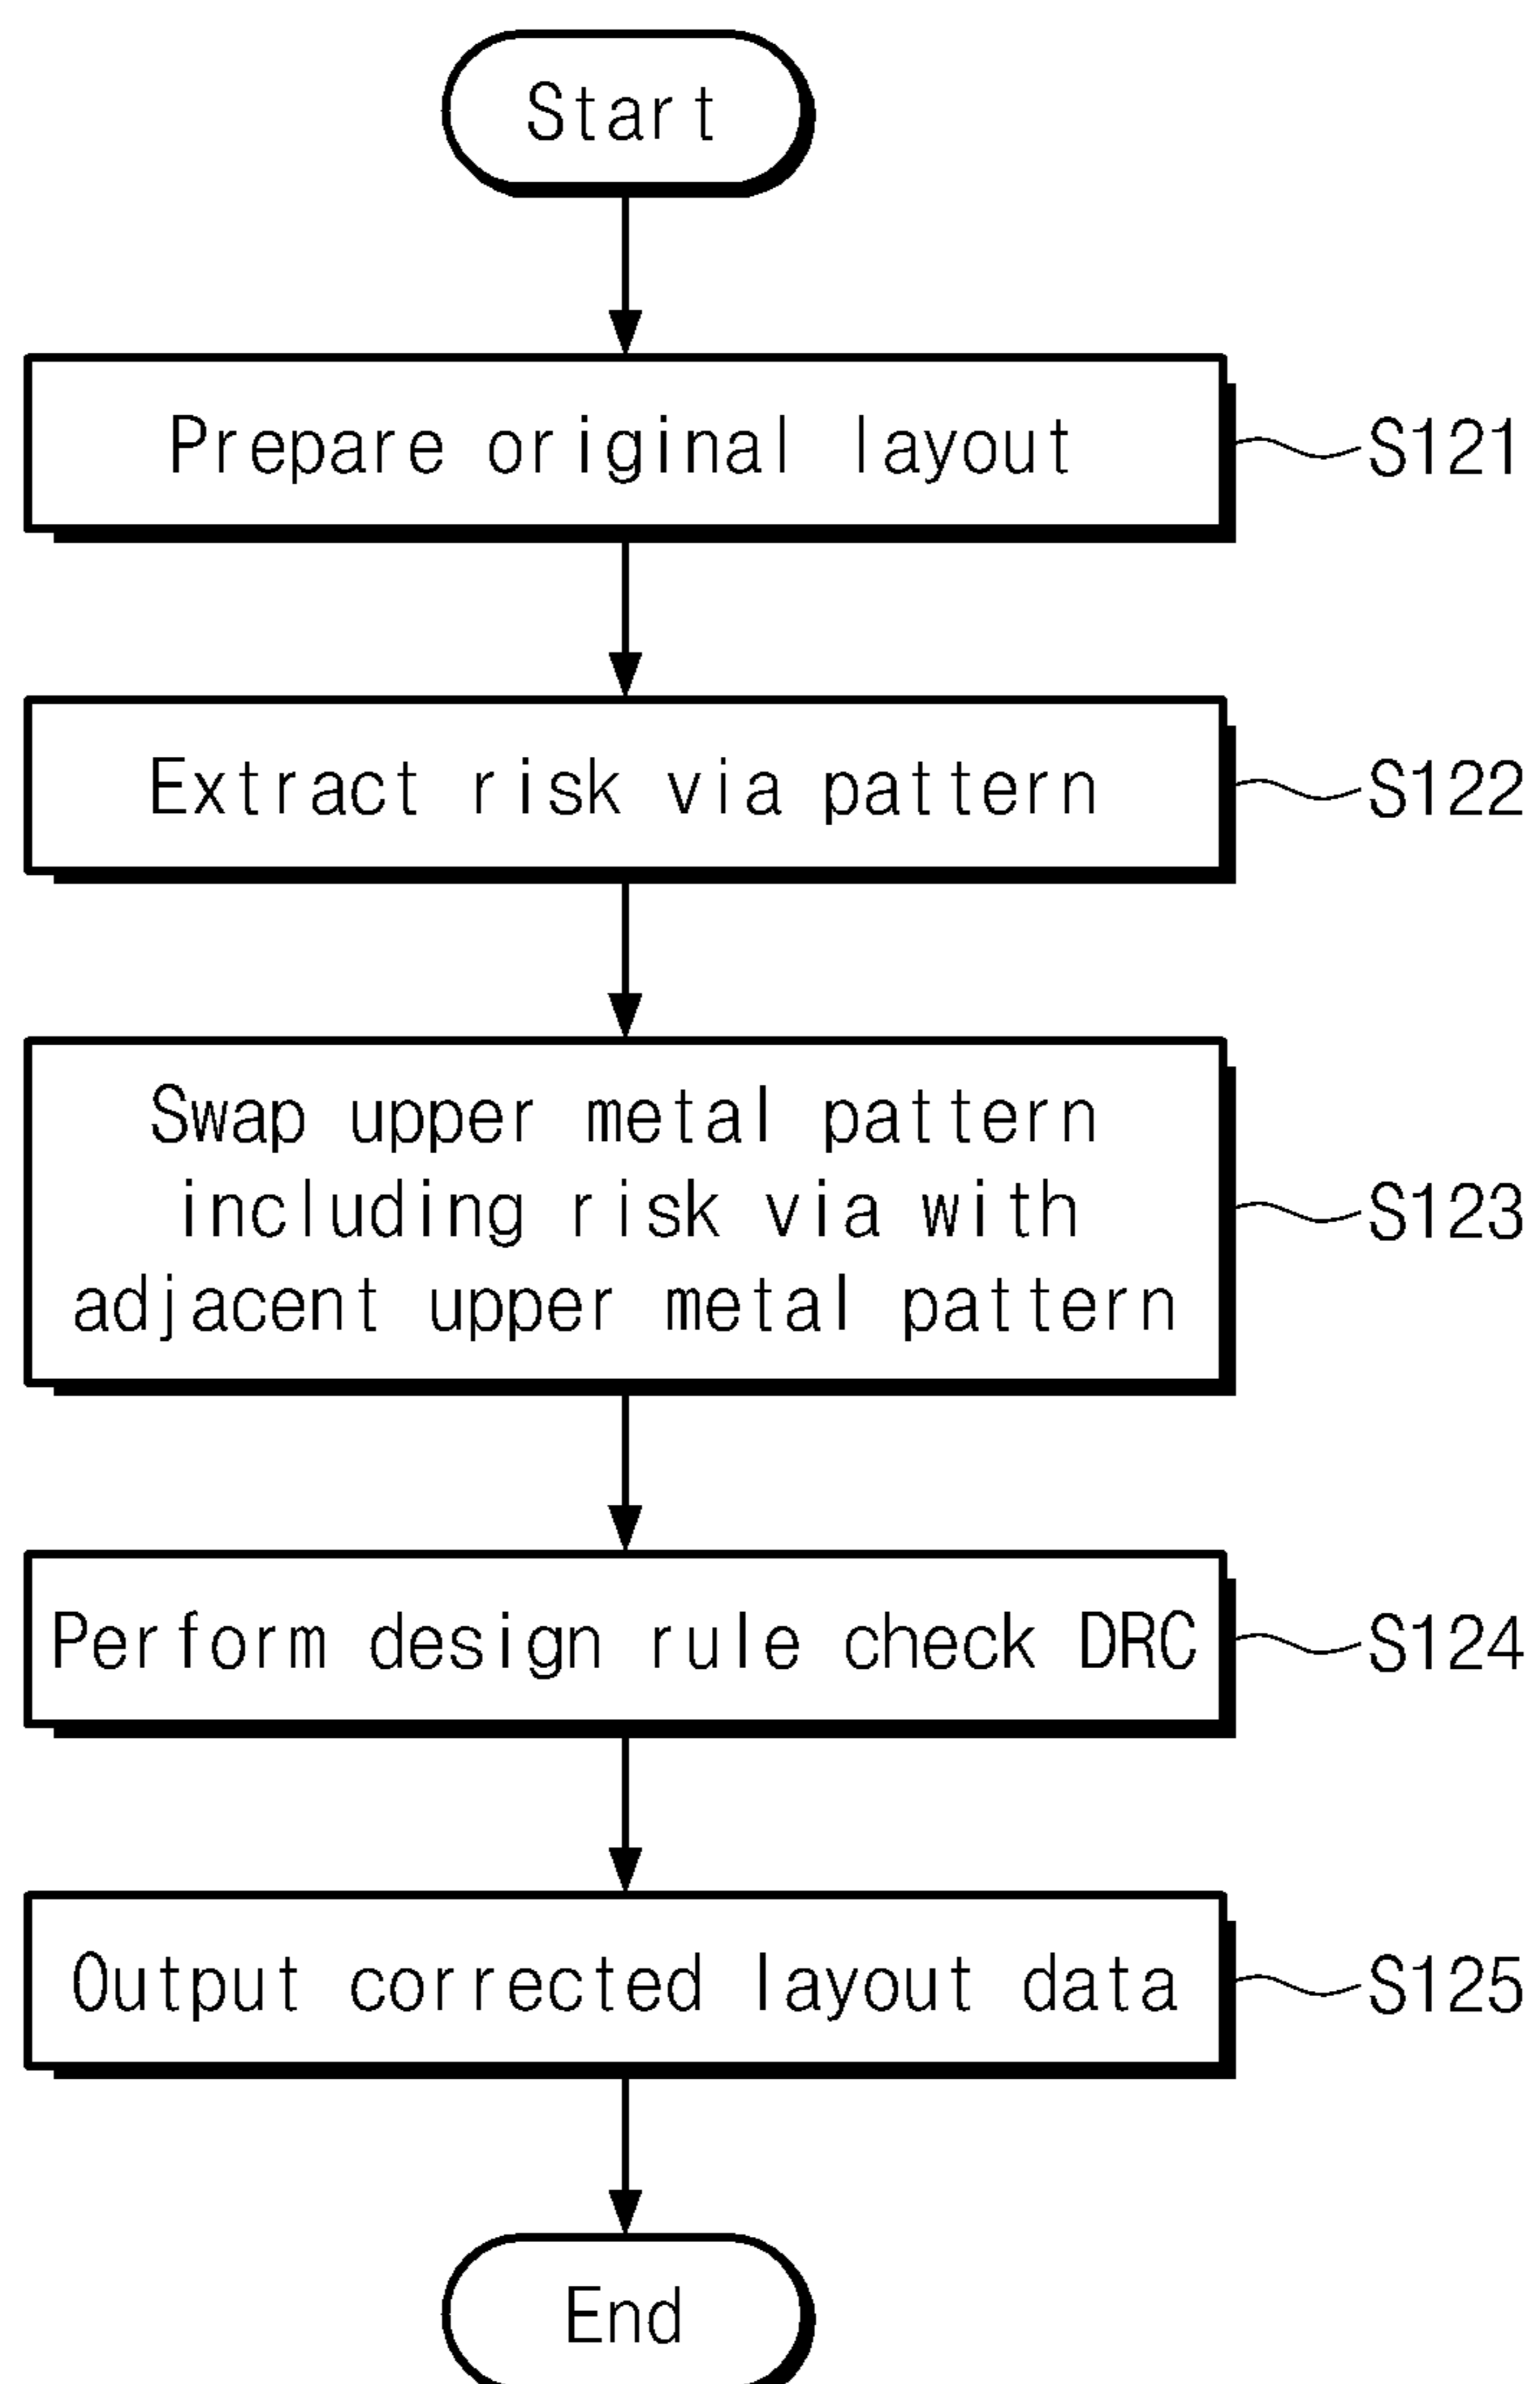 Start
Prepare original layout
S121
Extract risk via pattern
S122
Swap upper metal pattern
including risk via with
adjacent upper metal pattern
S123
Perform design rule check DRC
S124
Output corrected layout data
S125
End